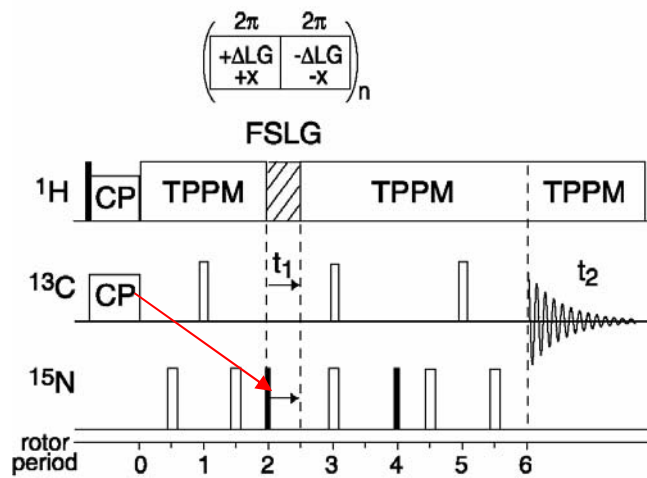 2π 2π
+ΔLG -ΔLG
+x -x
n
FSLG
¹H CP TPPM TPPM TPPM
¹³C CP t₁ t₂
¹⁵N
rotor
period 0 1 2 3 4 5 6